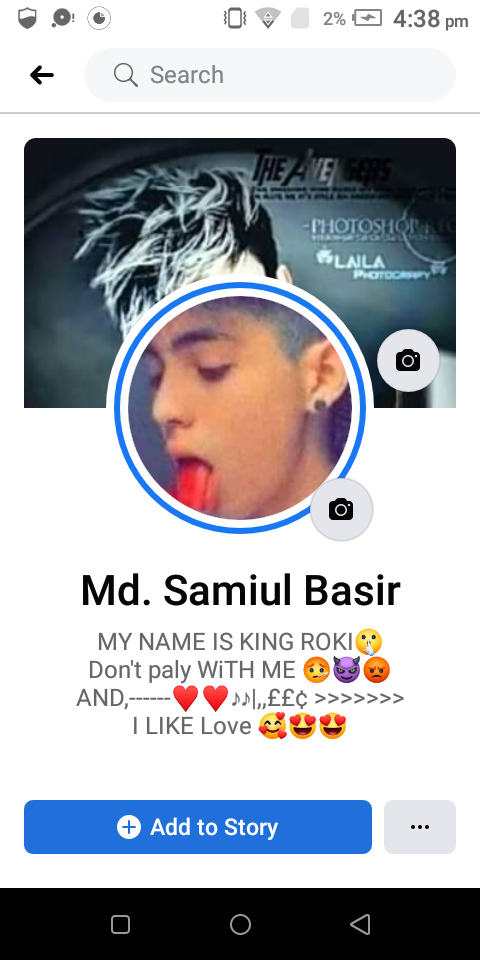 2% 4:38 pm
Search
THE AVENGERS
-PHOTOSHOP
LAILA
PHOTOGRAPY
Md. Samiul Basir
MY NAME IS KING ROKI🤫
Don't paly WiTH ME 🤒😈😡
AND,------❤️❤️♪♪|,,££¢ >>>>>>>
I LIKE Love 🥰😍😍
Add to Story